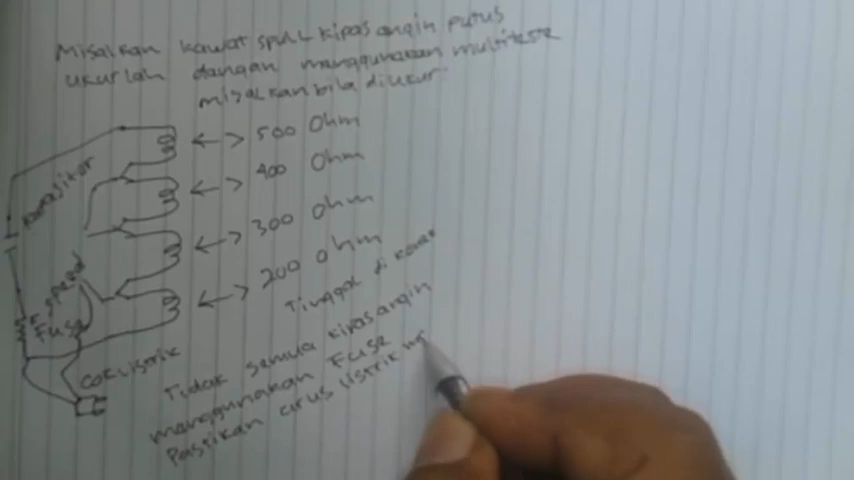 Misalkan kawat spull kipas angin putus
ukurlah dengan menggunakan multitester
misalkan bila diukur.
500 Ohm
400 Ohm
300 Ohm
200 Ohm
Tinggal di
kapasitor
speed
Fuse
Cok Listrik
Tidak semua kipas angin
menggunakan Fuse
Pastikan arus listrik